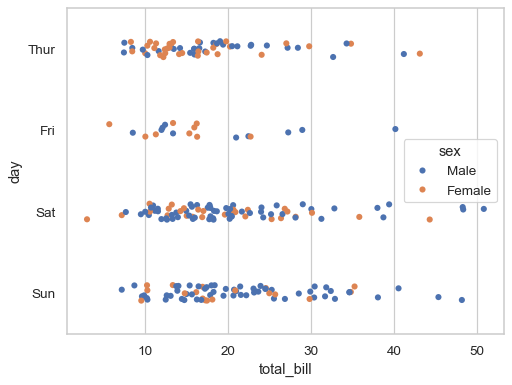 Thur
Fri
Sat
Sun
day
sex
Male
Female
10 20 30 40 50
total_bill